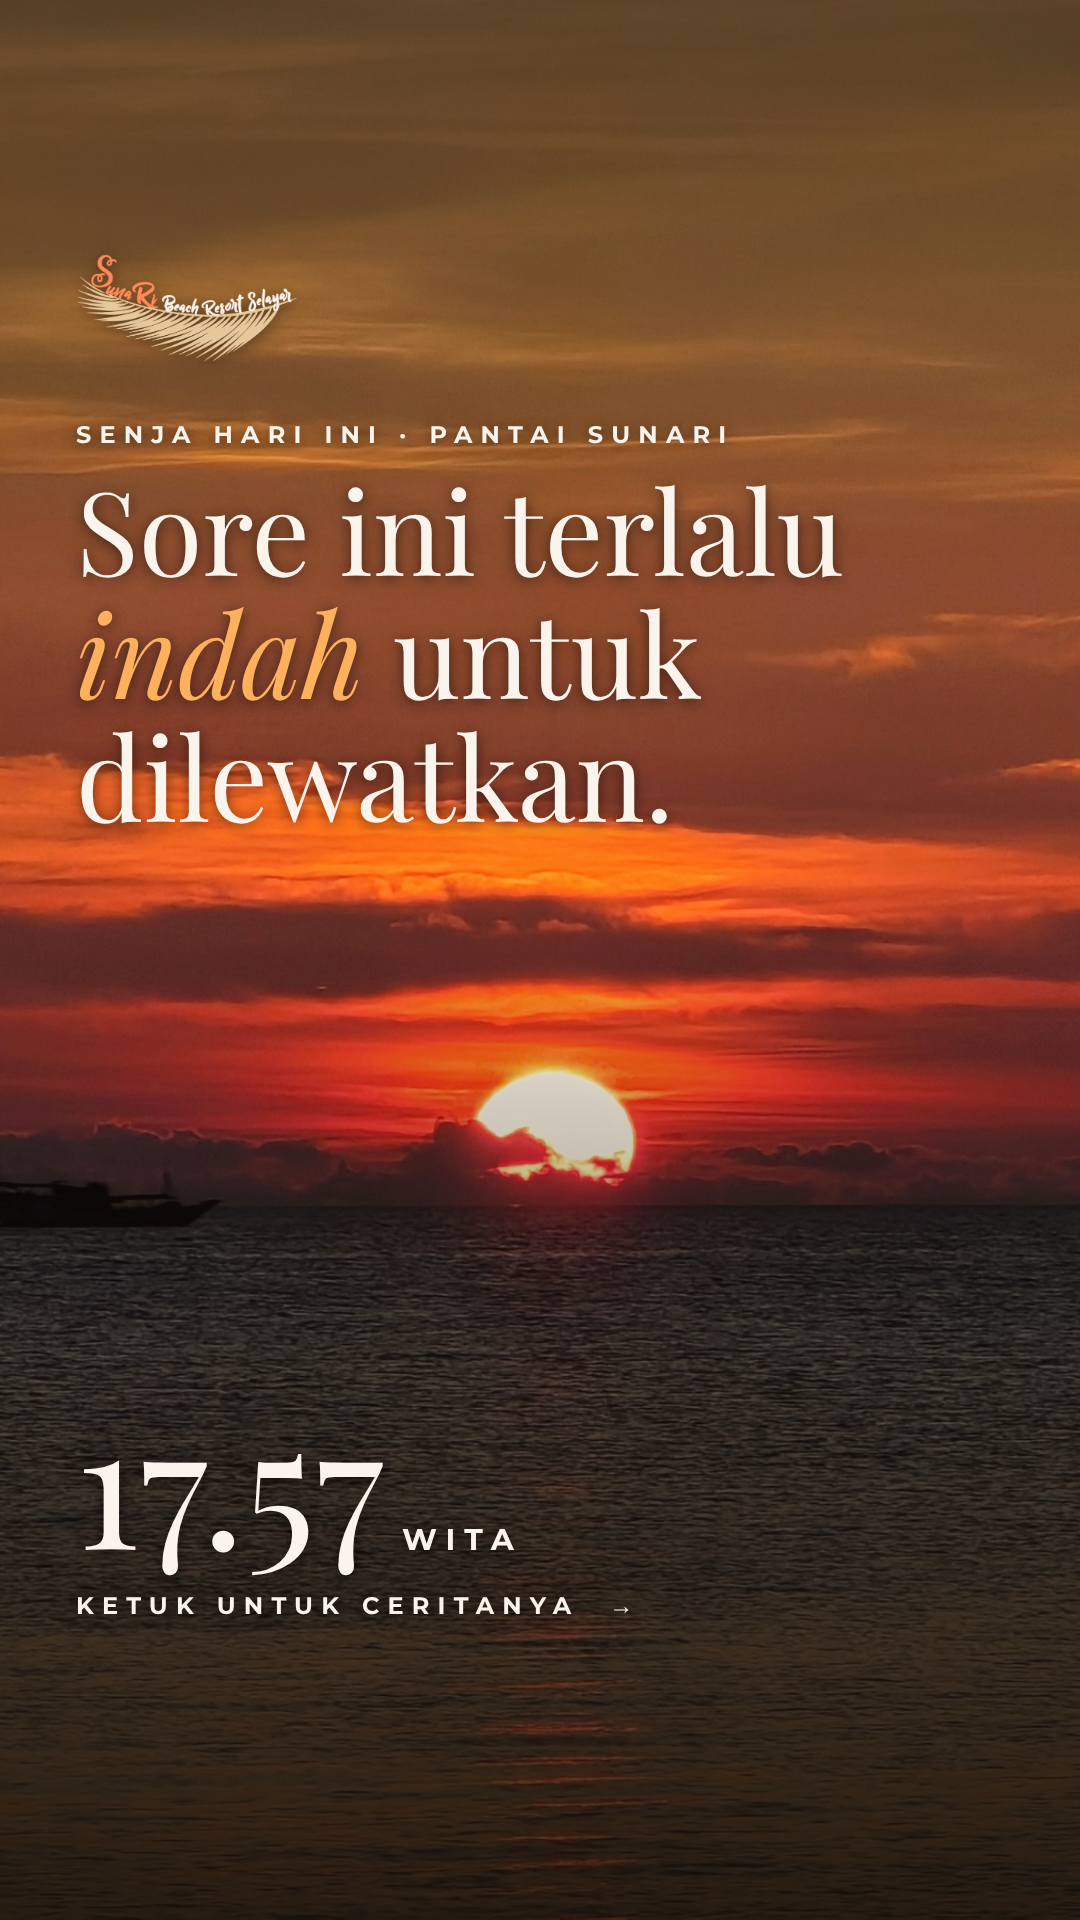 SunaRi Beach Resort Selayar
SENJA HARI INI · PANTAI SUNARI
Sore ini terlalu
indah untuk
dilewatkan.
17.57 WITA
KETUK UNTUK CERITANYA →